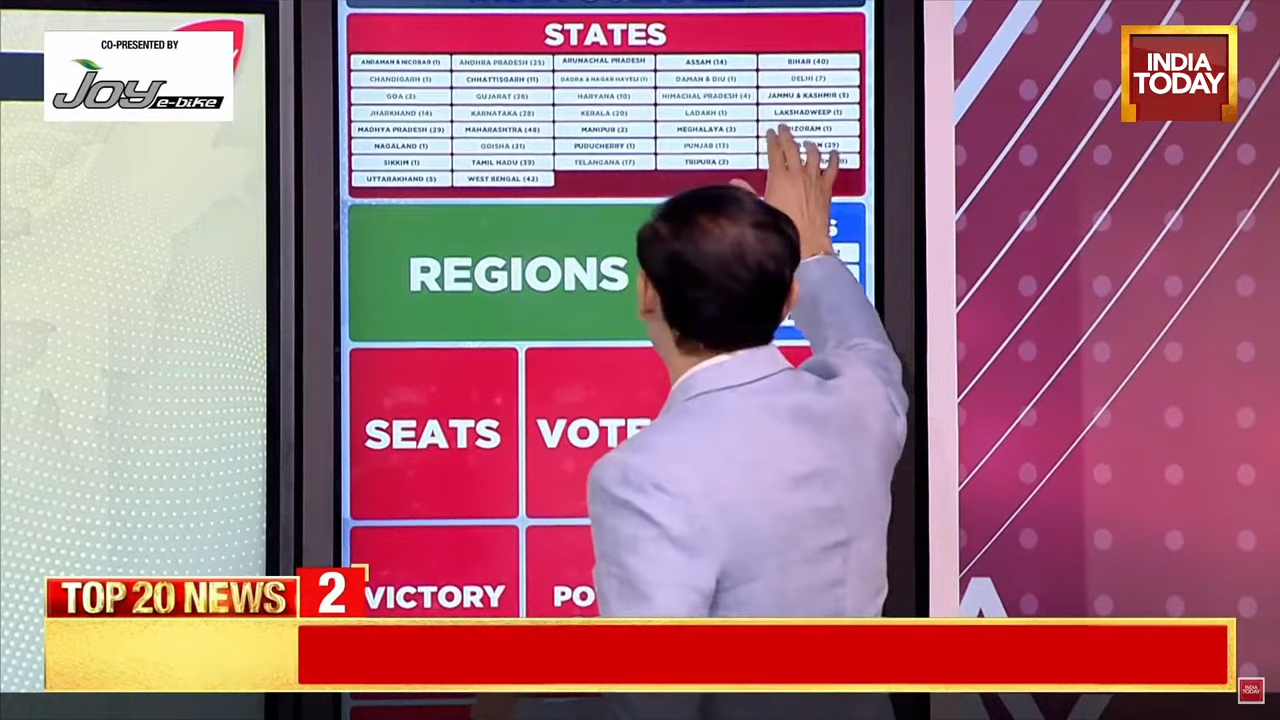 CO-PRESENTED BY
Joy e-bike
INDIA
TODAY
STATES
ANDAMAN & NICOBAR (1) ANDHRA PRADESH (25) ARUNACHAL PRADESH ASSAM (14) BIHAR (40)
CHANDIGARH (1) CHHATTISGARH (11) DADRA & NAGAR HAVELI (1) DAMAN & DIU (1) DELHI (7)
GOA (2) GUJARAT (26) HARYANA (10) HIMACHAL PRADESH (4) JAMMU & KASHMIR (5)
JHARKHAND (14) KARNATAKA (28) KERALA (20) LADAKH (1) LAKSHADWEEP (1)
MADHYA PRADESH (29) MAHARASHTRA (48) MANIPUR (2) MEGHALAYA (2) IZORAM (1)
NAGALAND (1) ODISHA (21) PUDUCHERRY (1) PUNJAB (13) (25)
SIKKIM (1) TAMIL NADU (39) TELANGANA (17) TRIPURA (2)
UTTARAKHAND (5) WEST BENGAL (42)
REGIONS S
SEATS VOTE
VICTORY PO
TOP 20 NEWS 2
INDIA
TODAY